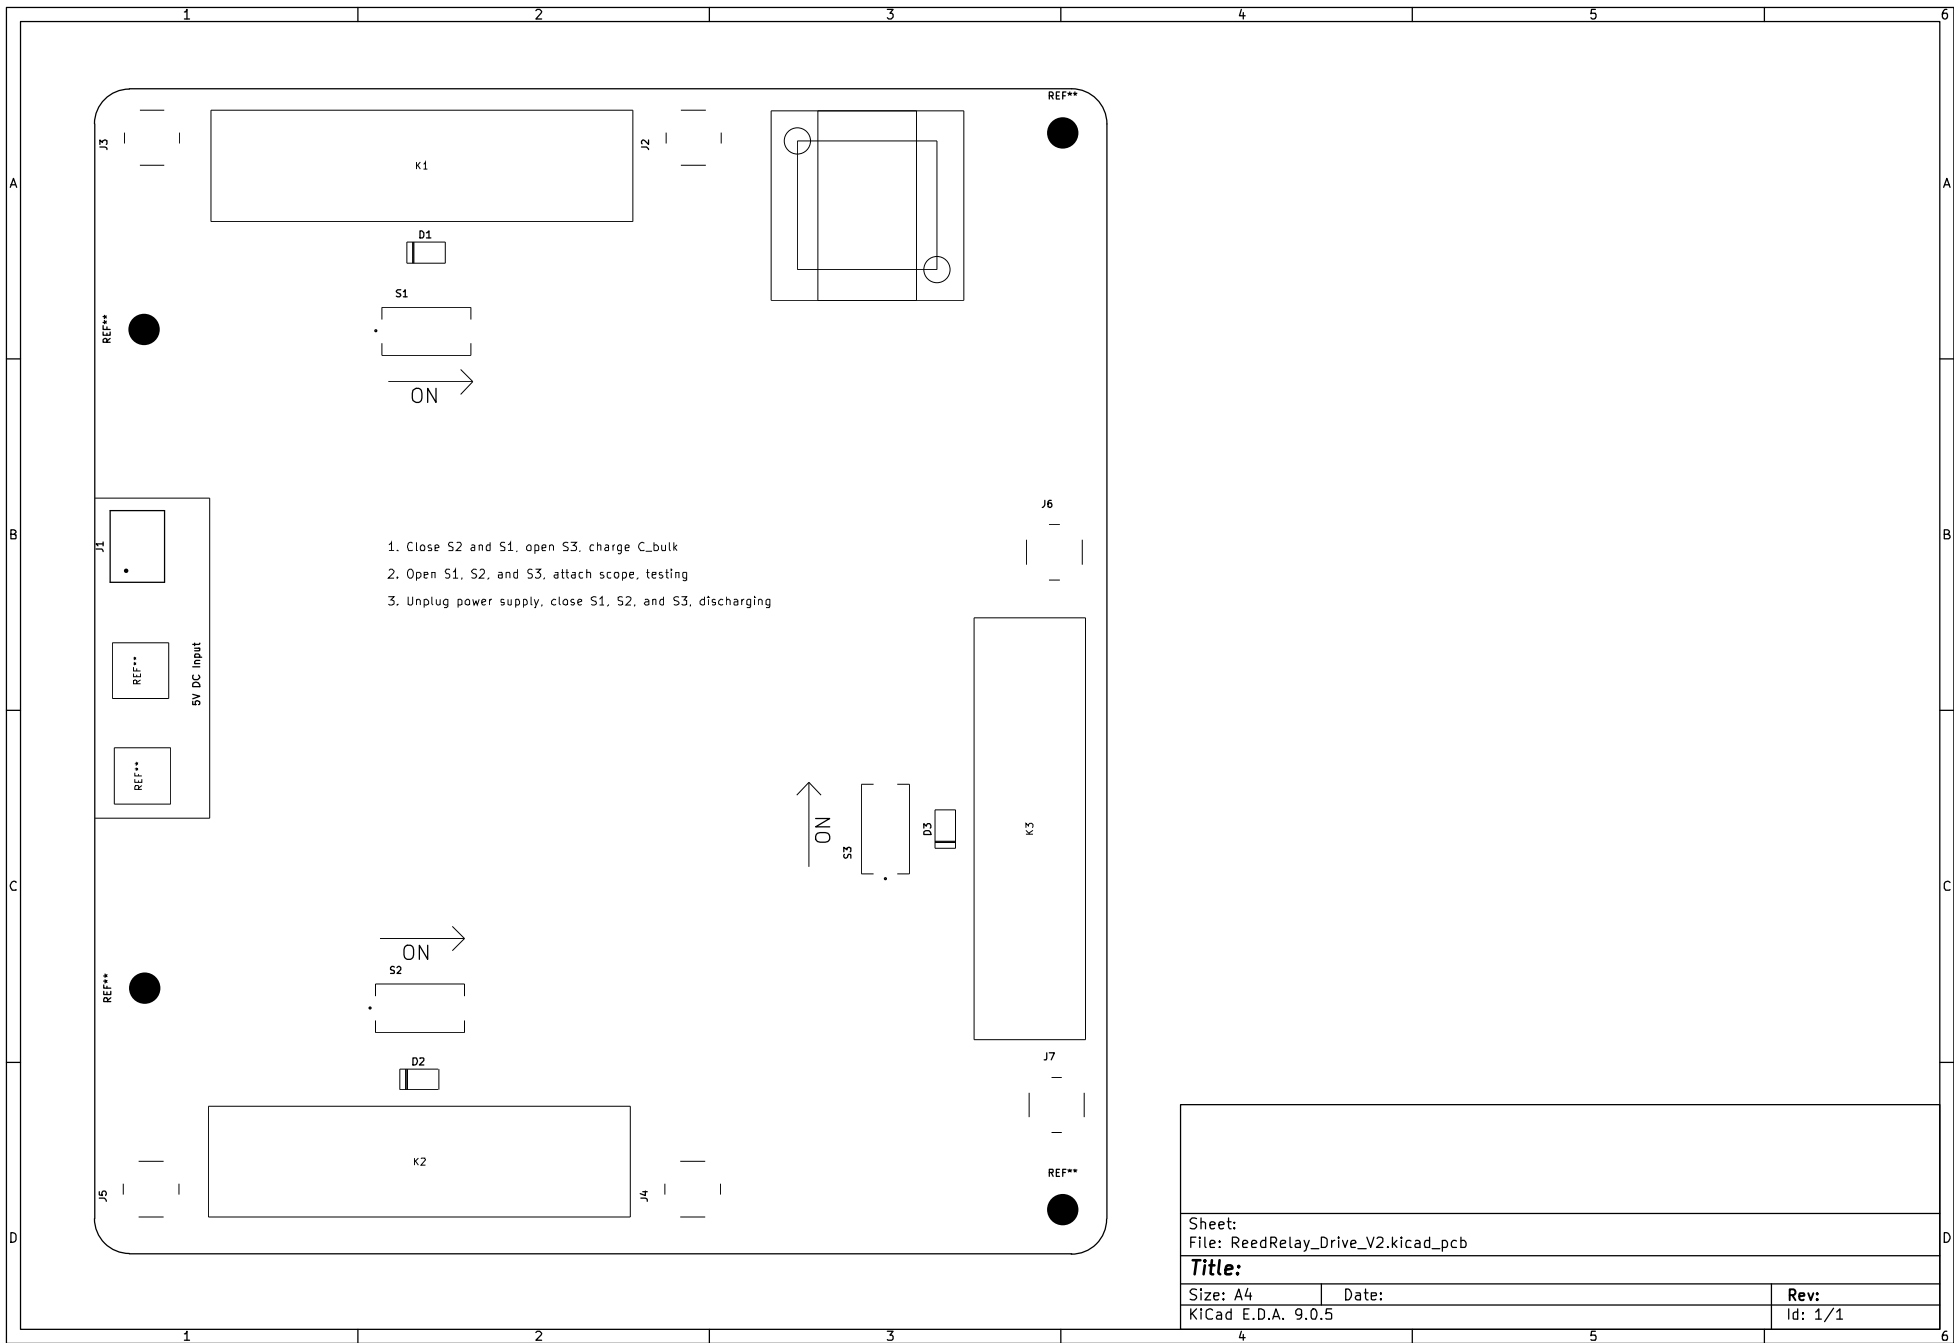 1 2 3 4 5 6
REF**
J3
K1
J2
A
A
D1
S1
REF**
ON
J6
B
B
J1
1. Close S2 and S1, open S3, charge C_bulk
2. Open S1, S2, and S3, attach scope, testing
3. Unplug power supply, close S1, S2, and S3, discharging
REF**
5V DC Input
REF**
ON
S3
D3
K3
C
C
ON
S2
REF**
D2
J7
K2
J5
J4
REF**
D
D
Sheet:
File: ReedRelay_Drive_V2.kicad_pcb
Title:
Size: A4 Date: Rev:
KiCad E.D.A. 9.0.5 Id: 1/1
1 2 3 4 5 6